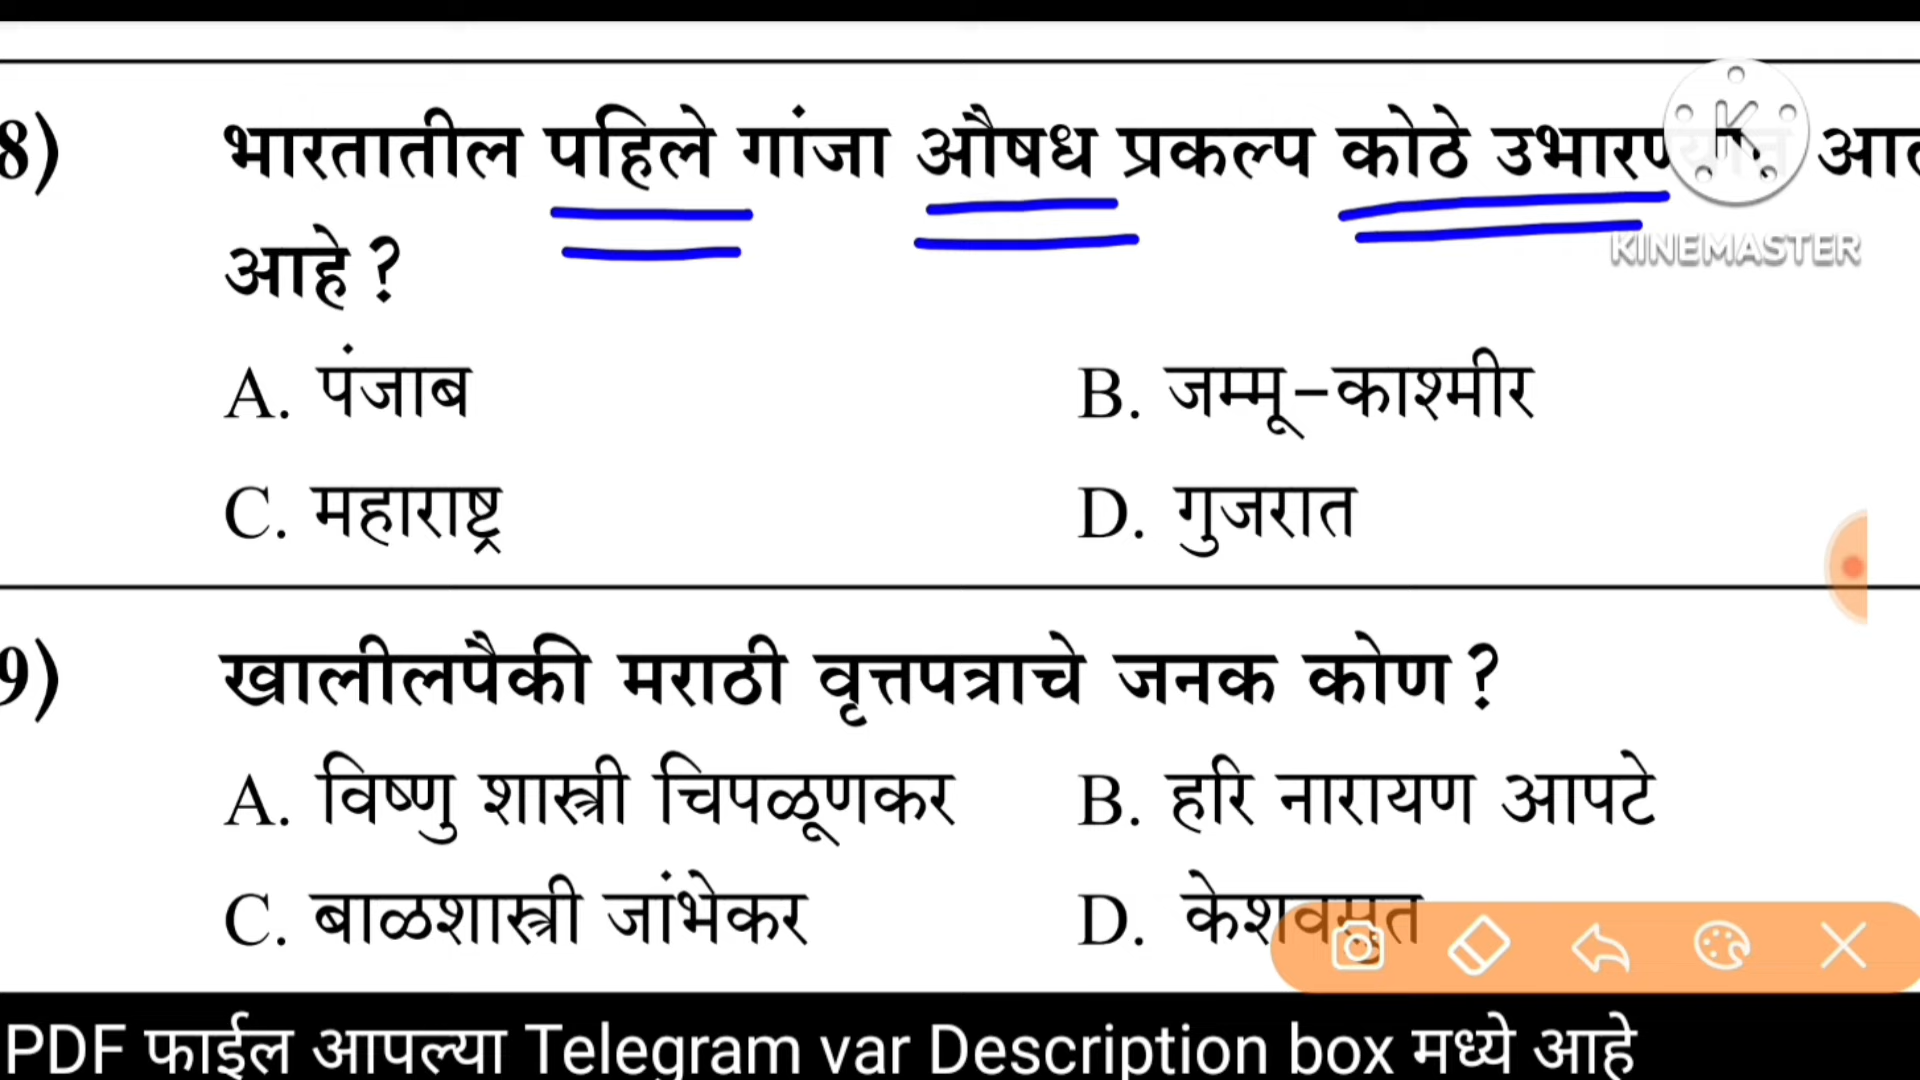 8) भारतातील पहिले गांजा औषध प्रकल्प कोठे
आहे ?
KINEMASTER
A. पंजाब B. जम्मू-काश्मीर
C. महाराष्ट्र D. गुजरात
9) खालीलपैकी मराठी वृत्तपत्राचे जनक कोण ?
A. विष्णु शास्त्री चिपळूणकर B. हरि नारायण आपटे
C. बाळशास्त्री जांभेकर D. केशवसुत
PDF फाईल आपल्या Telegram var Description box मध्ये आहे